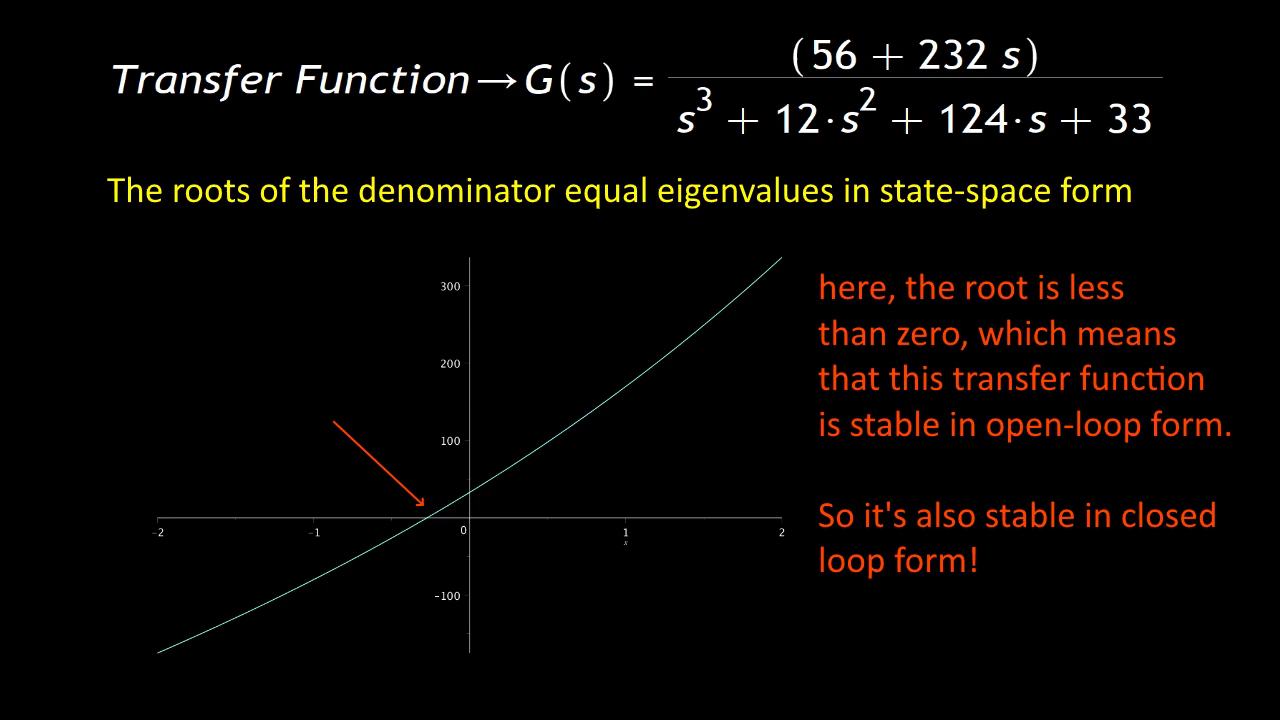 Transfer Function→G(s) = (56 + 232 s) / s³ + 12·s² + 124·s + 33
The roots of the denominator equal eigenvalues in state-space form
here, the root is less
than zero, which means
that this transfer function
is stable in open-loop form.
So it's also stable in closed
loop form!
300
200
100
-2 -1 0 1 2
x
-100